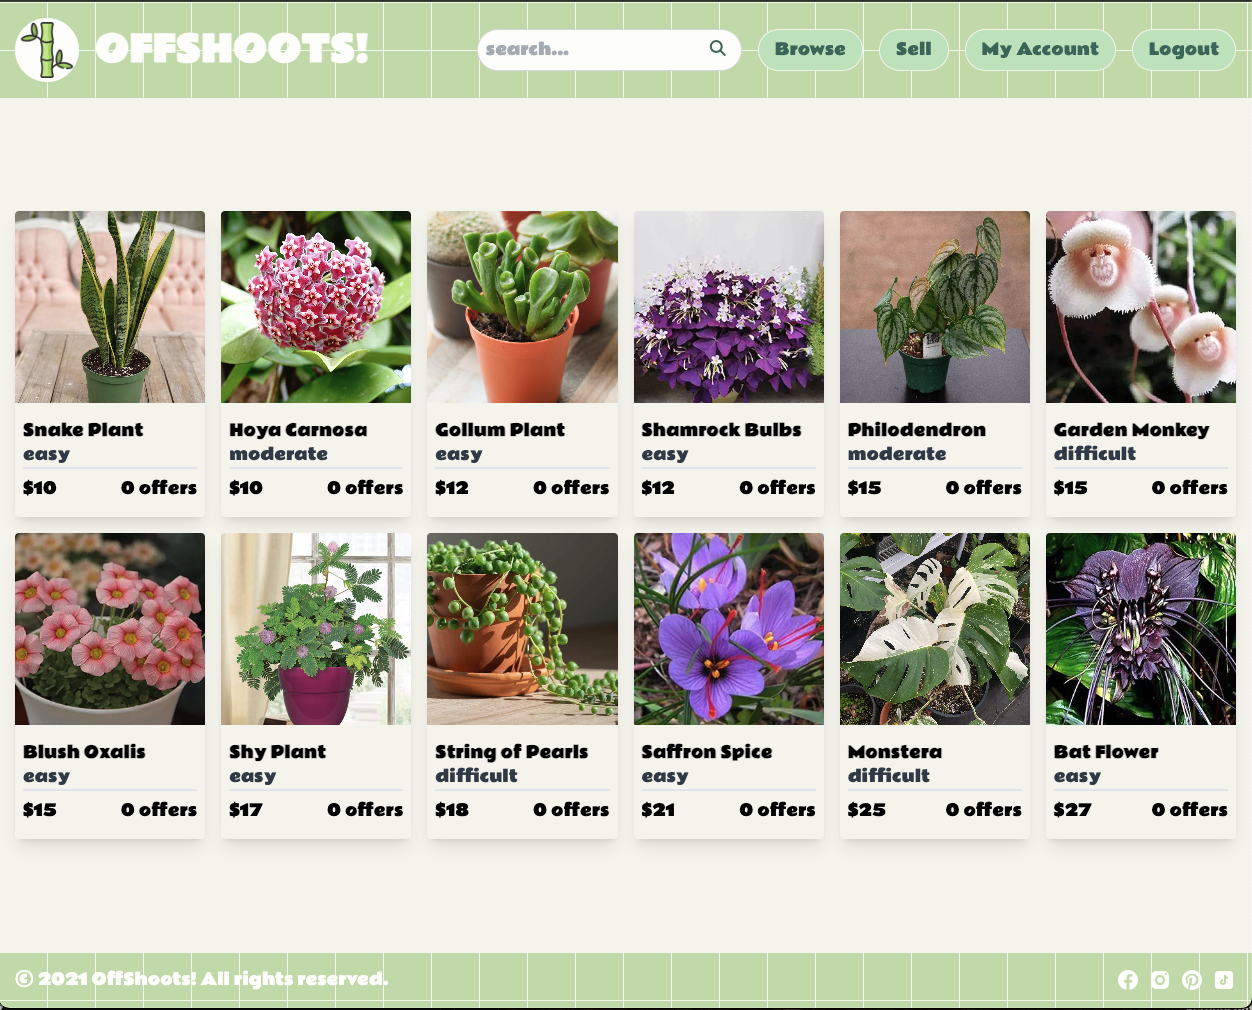 OFFSHOOTS!
search...
Browse
Sell
My Account
Logout
Snake Plant
easy
$10 0 offers
Hoya Carnosa
moderate
$10 0 offers
Gollum Plant
easy
$12 0 offers
Shamrock Bulbs
easy
$12 0 offers
Philodendron
moderate
$15 0 offers
Garden Monkey
difficult
$15 0 offers
Blush Oxalis
easy
$15 0 offers
Shy Plant
easy
$17 0 offers
String of Pearls
difficult
$18 0 offers
Saffron Spice
easy
$21 0 offers
Monstera
difficult
$25 0 offers
Bat Flower
easy
$27 0 offers
© 2021 OffShoots! All rights reserved.